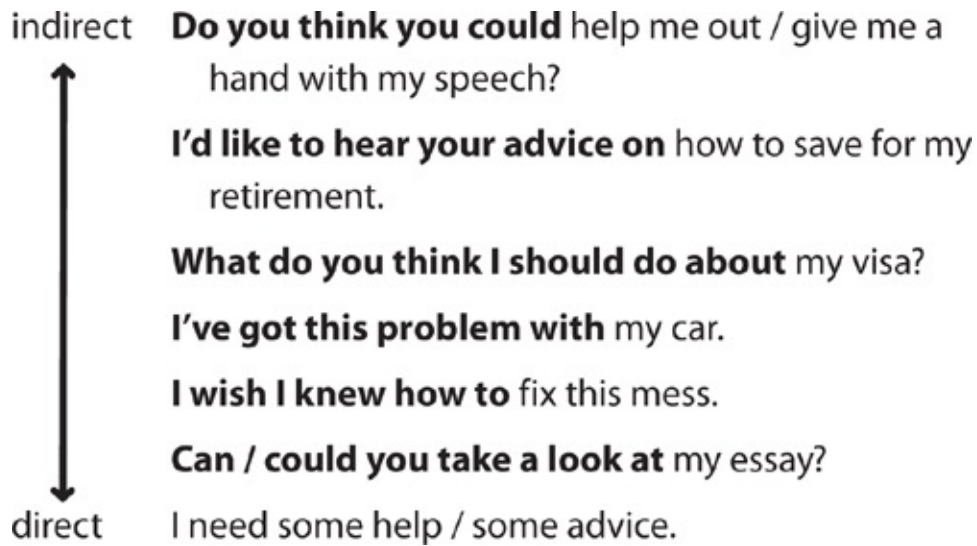 indirect Do you think you could help me out / give me a
hand with my speech?
I’d like to hear your advice on how to save for my
retirement.
What do you think I should do about my visa?
I’ve got this problem with my car.
I wish I knew how to fix this mess.
Can / could you take a look at my essay?
direct I need some help / some advice.